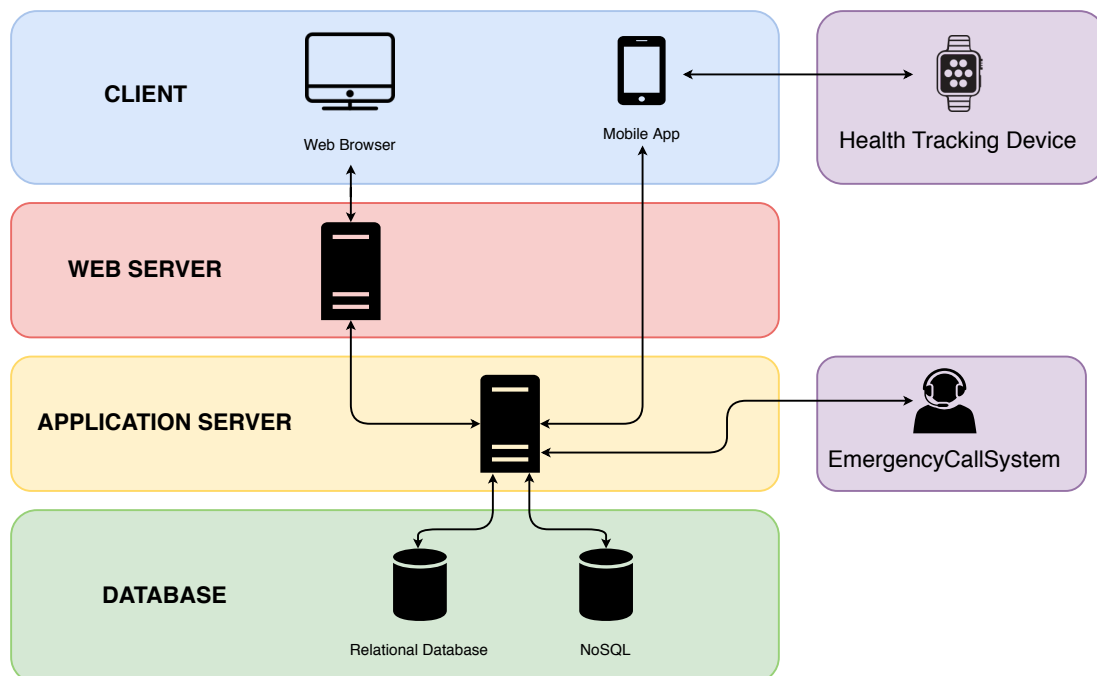 CLIENT
Web Browser
Mobile App
Health Tracking Device
WEB SERVER
APPLICATION SERVER
EmergencyCallSystem
DATABASE
Relational Database
NoSQL